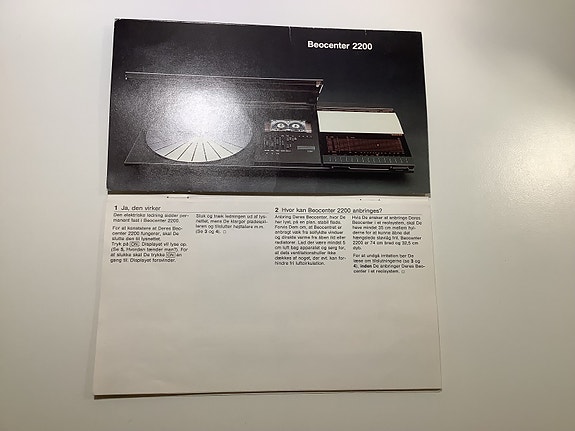 Beocenter 2200
1 Ja, den virker
Den elektriske ledning sidder per-
manent fast i Beocenter 2200.
For at konstatere at Deres Beo-
center 2200 fungerer, skal De
slutte den til lysnettet.
Tryk på ON. Displayet vil lyse op.
(Se 5, Hvordan tænder man?). For
at slukke skal De trykke ON én
gang til. Displayet forsvinder.
Sluk og træk ledningen ud af lys-
nettet, mens De klargør pladespil-
leren og tilslutter højttalere m.m.
(Se 3 og 4).
2 Hvor kan Beocenter 2200 anbringes?
Anbring Deres Beocenter, hvor De
har lyst, på en plan, stabil flade.
Forvis Dem om, at Beocentret er
anbragt væk fra solfyldte vinduer
og direkte varme fra åben ild eller
radiatorer. Lad der være mindst 5
cm luft bag apparatet og sørg for,
at dets ventilationshuller ikke
dækkes af noget, der evt. kan for-
hindre fri luftcirkulation.
Hvis De ønsker at anbringe Deres
Beocenter i et reolsystem, skal De
have mindst 35 cm mellem hyl-
derne for at kunne åbne det
hængslede støvlåg frit. Beocenter
2200 er 74 cm bred og 32,5 cm
dyb.
For at undgå irritation bør De
læse om tilslutningerne (se 3 og
4), inden De anbringer Deres Beo-
center i et reolsystem.